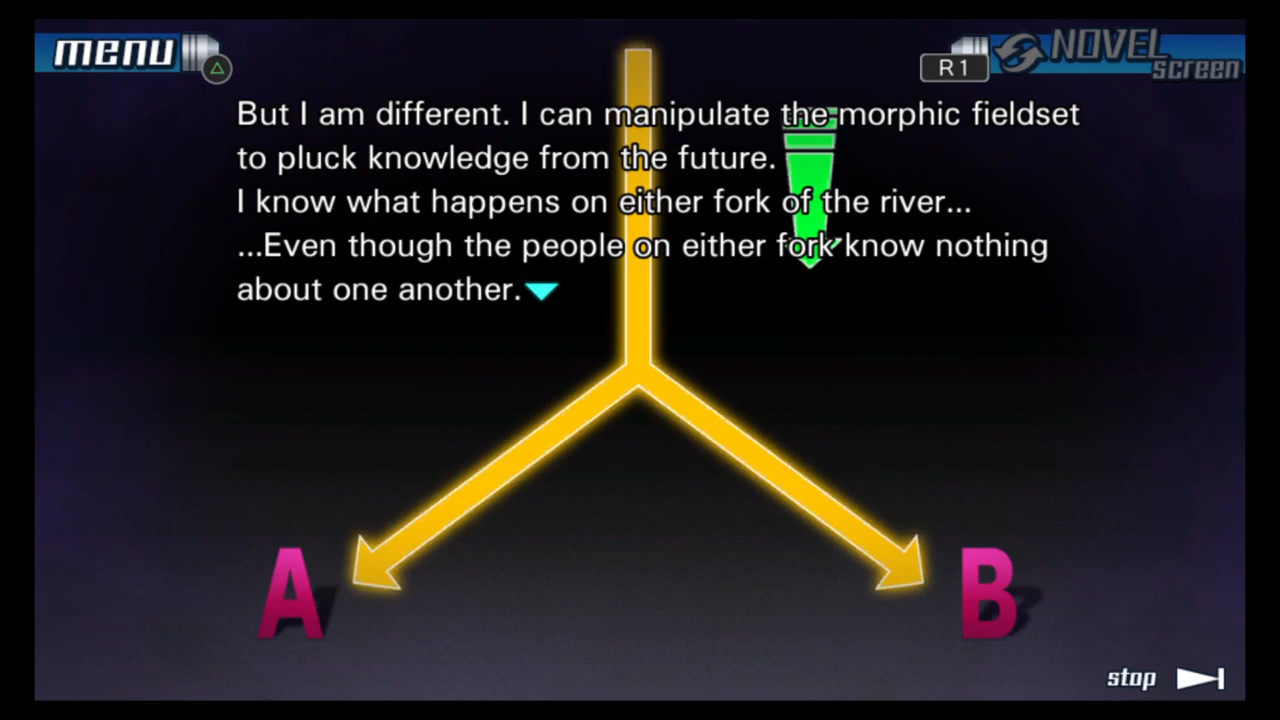 menu
R1
NOVEL
screen
But I am different. I can manipulate the morphic fieldset
to pluck knowledge from the future.
I know what happens on either fork of the river...
...Even though the people on either fork know nothing
about one another.
A
B
stop